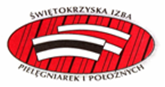 ŚWIĘTOKRZYSKA IZBA
PIELĘGNIAREK I POŁOŻNYCH